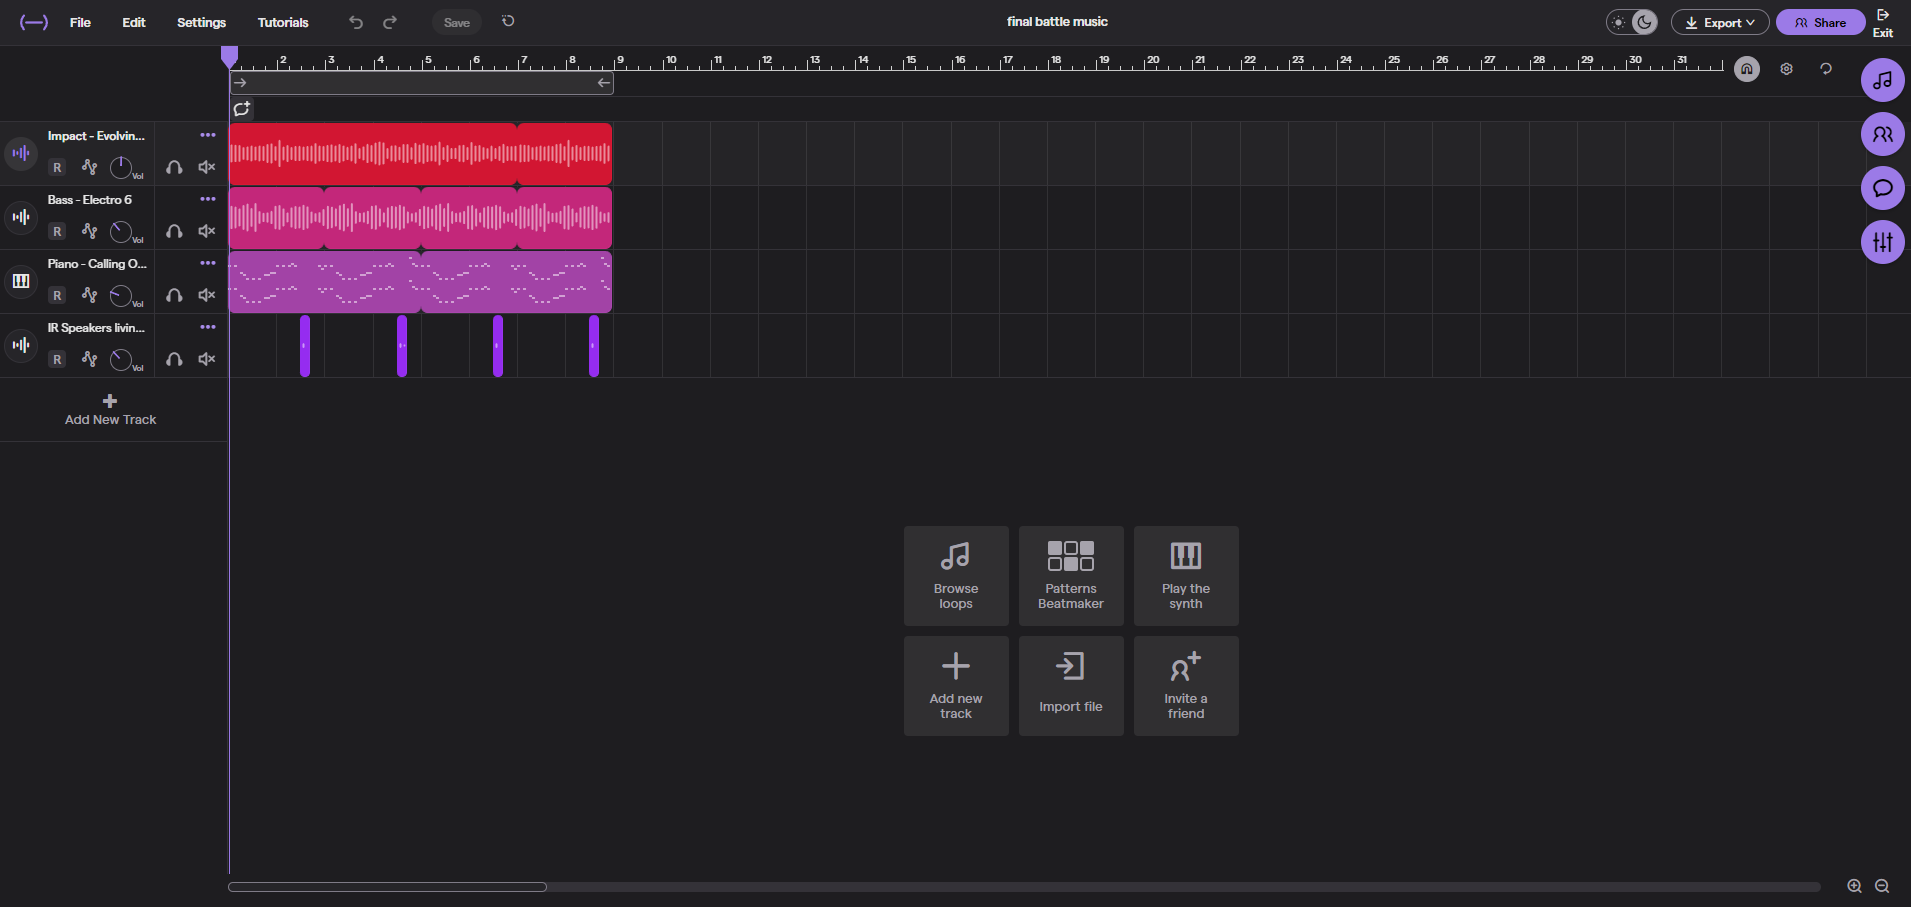 File Edit Settings Tutorials Save final battle music Export Share Exit
2 3 4 5 6 7 8 9 10 11 12 13 14 15 16 17 18 19 20 21 22 23 24 25 26 27 28 29 30 31
Impact - Evolvin...
R Vol
Bass - Electro 6
R Vol
Piano - Calling O...
R Vol
IR Speakers livin...
R Vol
Add New Track
Browse loops
Patterns Beatmaker
Play the synth
Add new track
Import file
Invite a friend